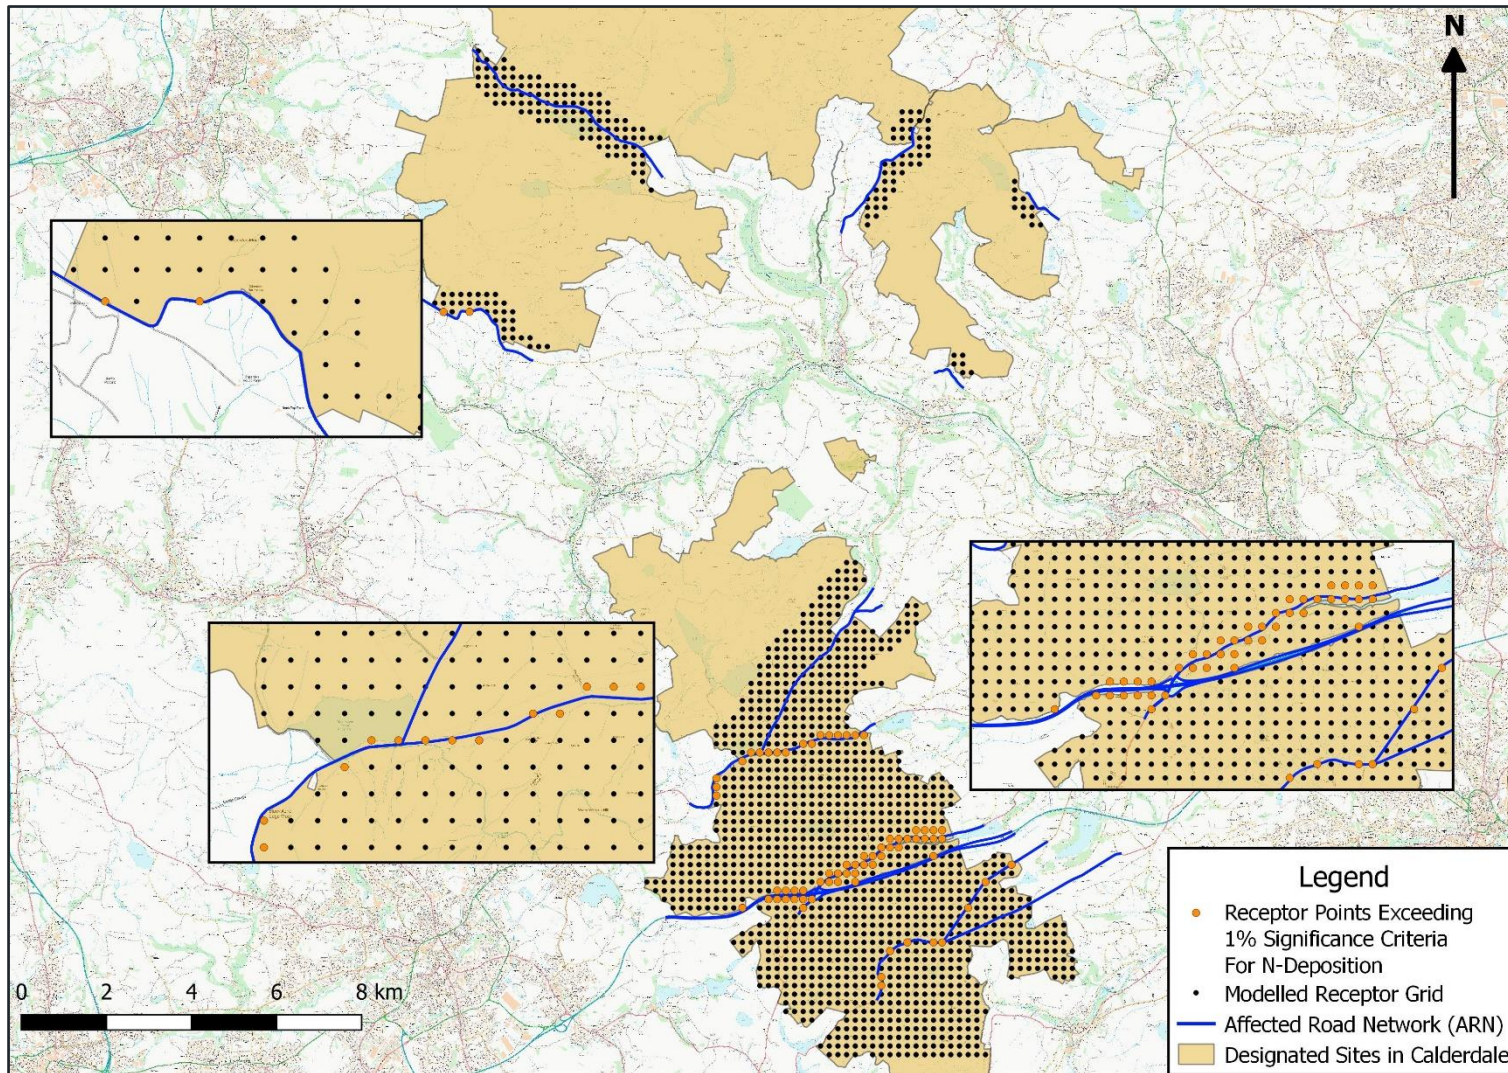 N
0 2 4 6 8 km
Legend
Receptor Points Exceeding
1% Significance Criteria
For N-Deposition
Modelled Receptor Grid
Affected Road Network (ARN)
Designated Sites in Calderdale